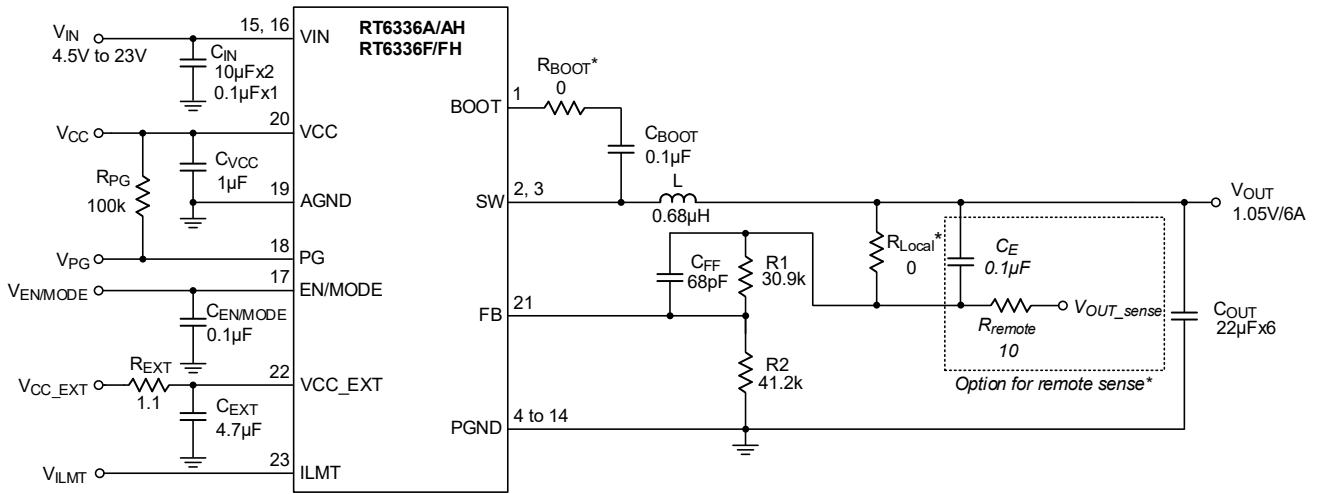 RT6336A/AH
RT6336F/FH
VIN
4.5V to 23V
15, 16
VIN
CIN
10μFx2
0.1μFx1
VCC
20
VCC
CVCC
1μF
RPG
100k
19
AGND
VPG
18
PG
VEN/MODE
17
EN/MODE
CEN/MODE
0.1μF
VCC_EXT
REXT
1.1
22
VCC_EXT
CEXT
4.7μF
VILMT
23
ILMT
BOOT
1
RBOOT*
0
CBOOT
0.1μF
SW
2, 3
L
0.68μH
VOUT
1.05V/6A
RLocal*
0
CE
0.1μF
Rremote
10
VOUT_sense
Option for remote sense*
COUT
22μFx6
CFF
68pF
R1
30.9k
FB
21
R2
41.2k
PGND
4 to 14